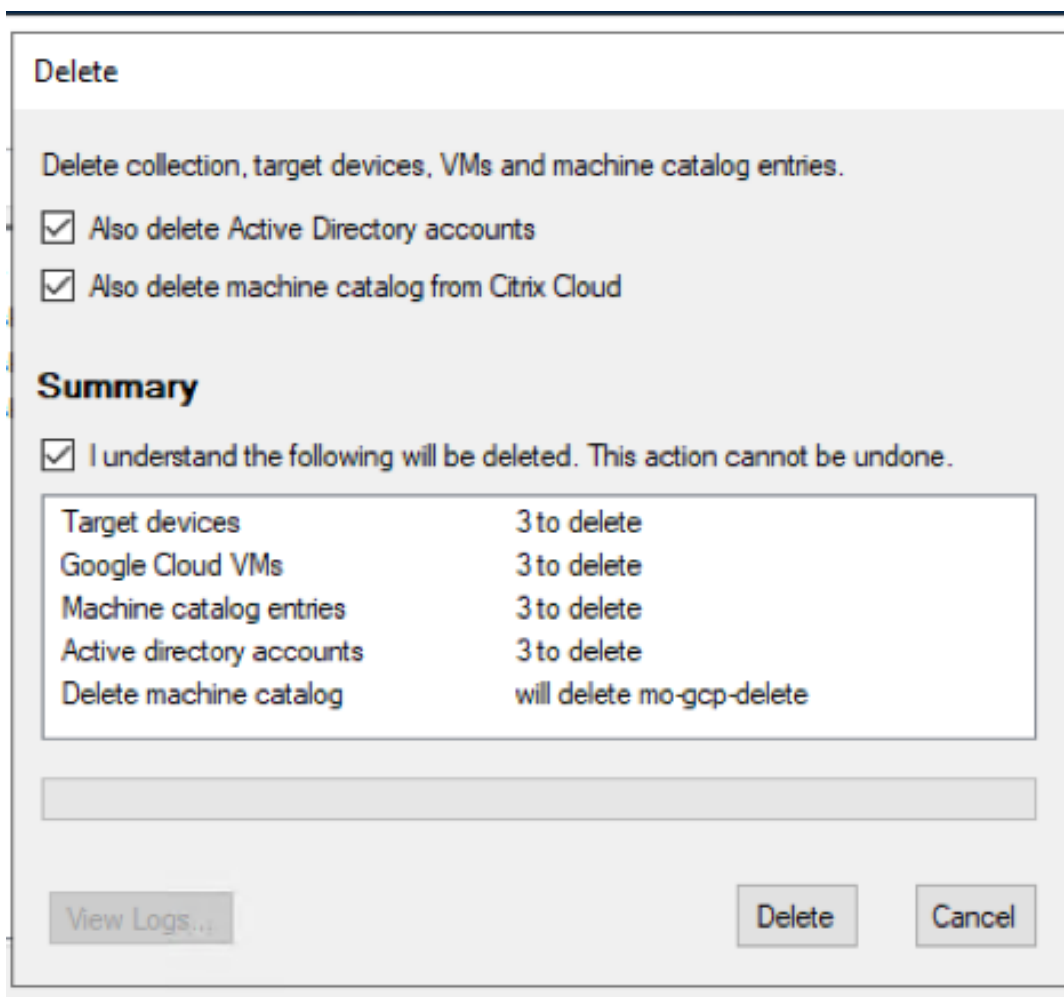 Delete
Delete collection, target devices, VMs and machine catalog entries.
Also delete Active Directory accounts
Also delete machine catalog from Citrix Cloud
Summary
I understand the following will be deleted. This action cannot be undone.
Target devices 3 to delete
Google Cloud VMs 3 to delete
Machine catalog entries 3 to delete
Active directory accounts 3 to delete
Delete machine catalog will delete mo-gcp-delete
View Logs... Delete Cancel